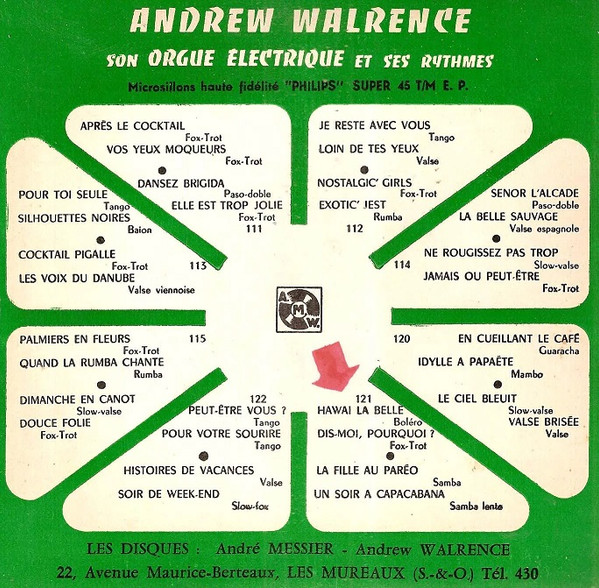 ANDREW WALRENCE
SON ORGUE ÉLECTRIQUE ET SES RYTHMES
Microsillons haute fidélité "PHILIPS" SUPER 45 T/M E. P.
APRÈS LE COCKTAIL
Fox-Trot
VOS YEUX MOQUEURS
Fox-Trot
DANSEZ BRIGIDA
Paso-doble
ELLE EST TROP JOLIE
Fox-Trot
111
JE RESTE AVEC VOUS
Tango
LOIN DE TES YEUX
Valse
NOSTALGIC' GIRLS
Fox-Trot
EXOTIC' JEST
Rumba
112
POUR TOI SEULE
Tango
SILHOUETTES NOIRES
Baion
COCKTAIL PIGALLE
Fox-Trot
113
LES VOIX DU DANUBE
Valse viennoise
SENOR L'ALCADE
Paso-doble
LA BELLE SAUVAGE
Valse espagnole
NE ROUGISSEZ PAS TROP
114
Slow-valse
JAMAIS OU PEUT-ÊTRE
Fox-Trot
A.
M
W.
PALMIERS EN FLEURS
115
Fox-Trot
QUAND LA RUMBA CHANTE
Rumba
DIMANCHE EN CANOT
Slow-valse
DOUCE FOLIE
Fox-Trot
120
EN CUEILLANT LE CAFÉ
Guaracha
IDYLLE A PAPAÊTE
Mambo
LE CIEL BLEUIT
Slow-valse
VALSE BRISÉE
Valse
122
PEUT-ÊTRE VOUS ?
Tango
POUR VOTRE SOURIRE
Tango
HISTOIRES DE VACANCES
Valse
SOIR DE WEEK-END
Slow-fox
121
HAWAI LA BELLE
Boléro
DIS-MOI, POURQUOI ?
Fox-Trot
LA FILLE AU PARÉO
Samba
UN SOIR A CAPACABANA
Samba lente
LES DISQUES : André MESSIER - Andrew WALRENCE
22, Avenue Maurice-Berteaux, LES MUREAUX (S.-&-O.) Tél. 430